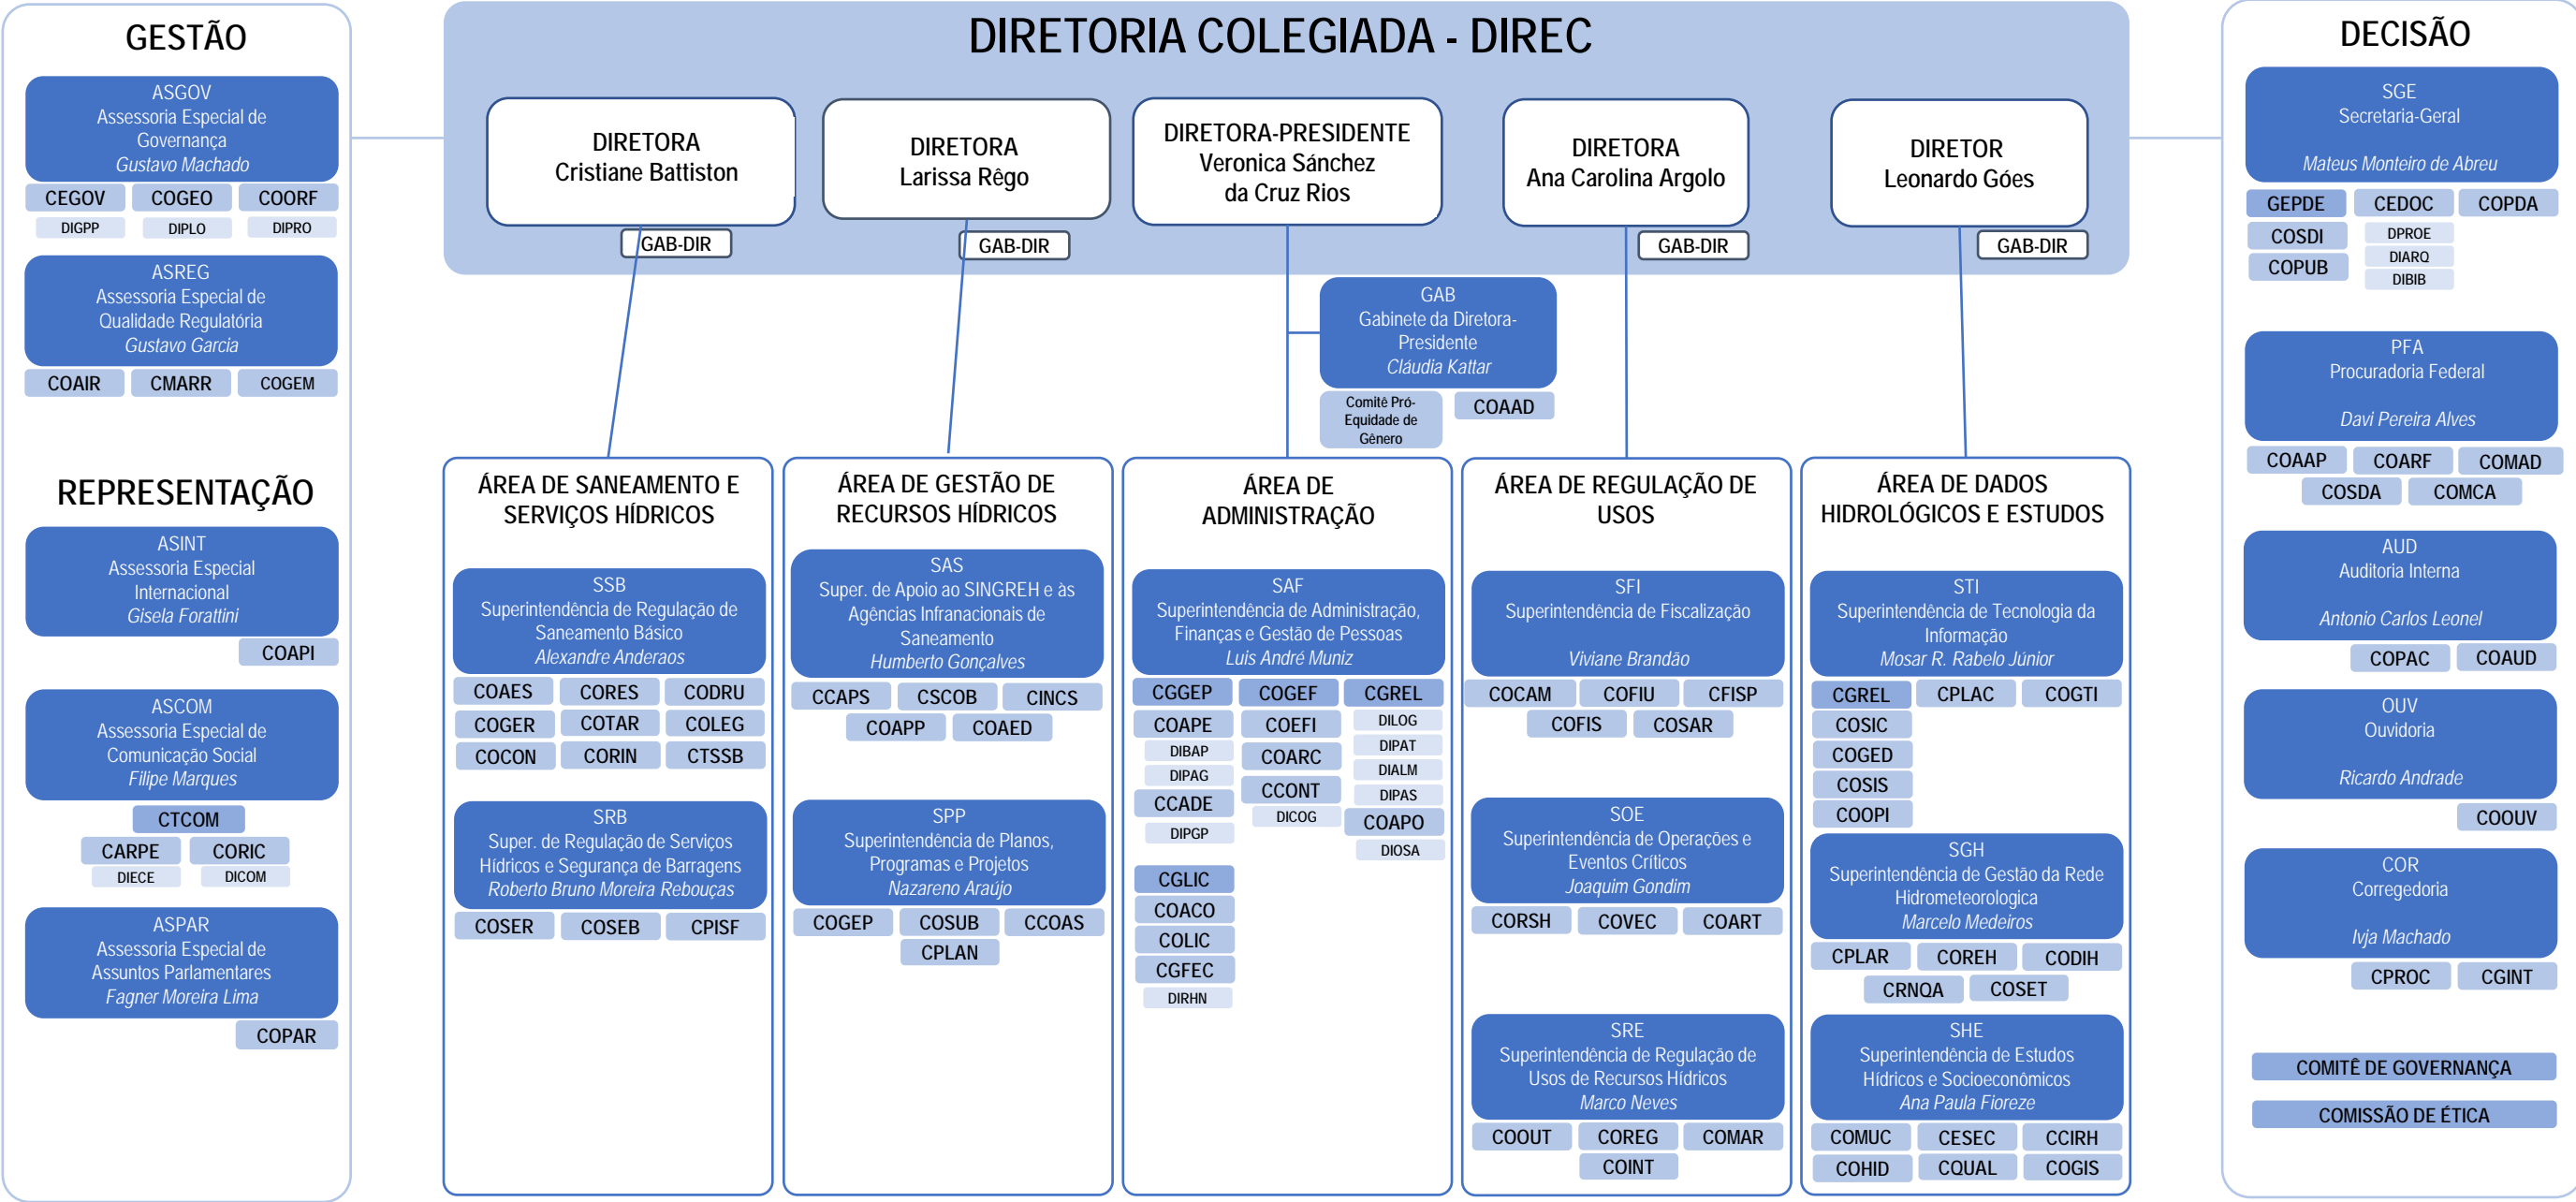 GESTÃO
ASGOV
Assessoria Especial de
Governança
Gustavo Machado
CEGOV COGEO COORF
DIGPP DIPLO DIPRO
ASREG
Assessoria Especial de
Qualidade Regulatória
Gustavo Garcia
COAIR CMARR COGEM
REPRESENTAÇÃO
ASINT
Assessoria Especial
Internacional
Gisela Forattini
COAPI
ASCOM
Assessoria Especial de
Comunicação Social
Filipe Marques
CTCOM
CARPE CORIC
DIECE DICOM
ASPAR
Assessoria Especial de
Assuntos Parlamentares
Fagner Moreira Lima
COPAR
DIRETORIA COLEGIADA - DIREC
DIRETORA
Cristiane Battiston
GAB-DIR
DIRETORA
Larissa Rêgo
GAB-DIR
DIRETORA-PRESIDENTE
Veronica Sánchez
da Cruz Rios
DIRETORA
Ana Carolina Argolo
GAB-DIR
DIRETOR
Leonardo Góes
GAB-DIR
GAB
Gabinete da Diretora-
Presidente
Cláudia Kattar
Comitê Pró-
Equidade de
Gênero
COAAD
ÁREA DE SANEAMENTO E
SERVIÇOS HÍDRICOS
SSB
Superintendência de Regulação de
Saneamento Básico
Alexandre Anderaos
COAES CORES CODRU
COGER COTAR COLEG
COCON CORIN CTSSB
SRB
Super. de Regulação de Serviços
Hídricos e Segurança de Barragens
Roberto Bruno Moreira Rebouças
COSER COSEB CPISF
ÁREA DE GESTÃO DE
RECURSOS HÍDRICOS
SAS
Super. de Apoio ao SINGREH e às
Agências Infranacionais de
Saneamento
Humberto Gonçalves
CCAPS CSCOB CINCS
COAPP COAED
SPP
Superintendência de Planos,
Programas e Projetos
Nazareno Araújo
COGEP COSUB CCOAS
CPLAN
ÁREA DE
ADMINISTRAÇÃO
SAF
Superintendência de Administração,
Finanças e Gestão de Pessoas
Luis André Muniz
CGGEP COGEF CGREL
COAPE COEFI DILOG
DIBAP COARC DIPAT
DIPAG CCONT DIALM
CCADE DICOG DIPAS
DIPGP COAPO
DIOSA
CGLIC
COACO
COLIC
CGFEC
DIRHN
ÁREA DE REGULAÇÃO DE
USOS
SFI
Superintendência de Fiscalização
Viviane Brandão
COCAM COFIU CFISP
COFIS COSAR
SOE
Superintendência de Operações e
Eventos Críticos
Joaquim Gondim
CORSH COVEC COART
SRE
Superintendência de Regulação de
Usos de Recursos Hídricos
Marco Neves
COOUT COREG COMAR
COINT
ÁREA DE DADOS
HIDROLÓGICOS E ESTUDOS
STI
Superintendência de Tecnologia da
Informação
Mosar R. Rabelo Júnior
CGREL CPLAC COGTI
COSIC
COGED
COSIS
COOPI
SGH
Superintendência de Gestão da Rede
Hidrometeorologica
Marcelo Medeiros
CPLAR COREH CODIH
CRNQA COSET
SHE
Superintendência de Estudos
Hídricos e Socioeconômicos
Ana Paula Fioreze
COMUC CESEC CCIRH
COHID CQUAL COGIS
DECISÃO
SGE
Secretaria-Geral
Mateus Monteiro de Abreu
GEPDE CEDOC COPDA
COSDI DPROE
COPUB DIARQ
DIBIB
PFA
Procuradoria Federal
Davi Pereira Alves
COAAP COARF COMAD
COSDA COMCA
AUD
Auditoria Interna
Antonio Carlos Leonel
COPAC COAUD
OUV
Ouvidoria
Ricardo Andrade
COOUV
COR
Corregedoria
Ivja Machado
CPROC CGINT
COMITÊ DE GOVERNANÇA
COMISSÃO DE ÉTICA